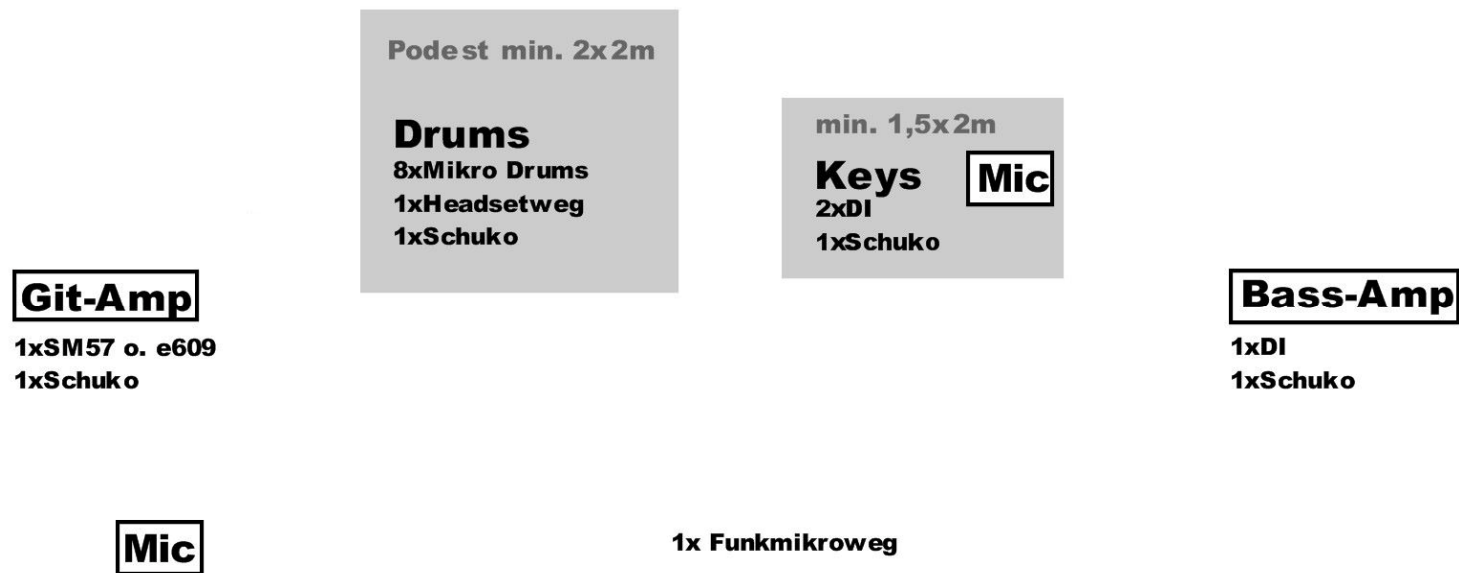 Podest min. 2x2m
Drums
8xMikro Drums
1xHeadsetweg
1xSchuko
min. 1,5x2m
Keys
Mic
2xDI
1xSchuko
Git-Amp
1xSM57 o. e609
1xSchuko
Bass-Amp
1xDI
1xSchuko
Mic
1x Funkmikroweg